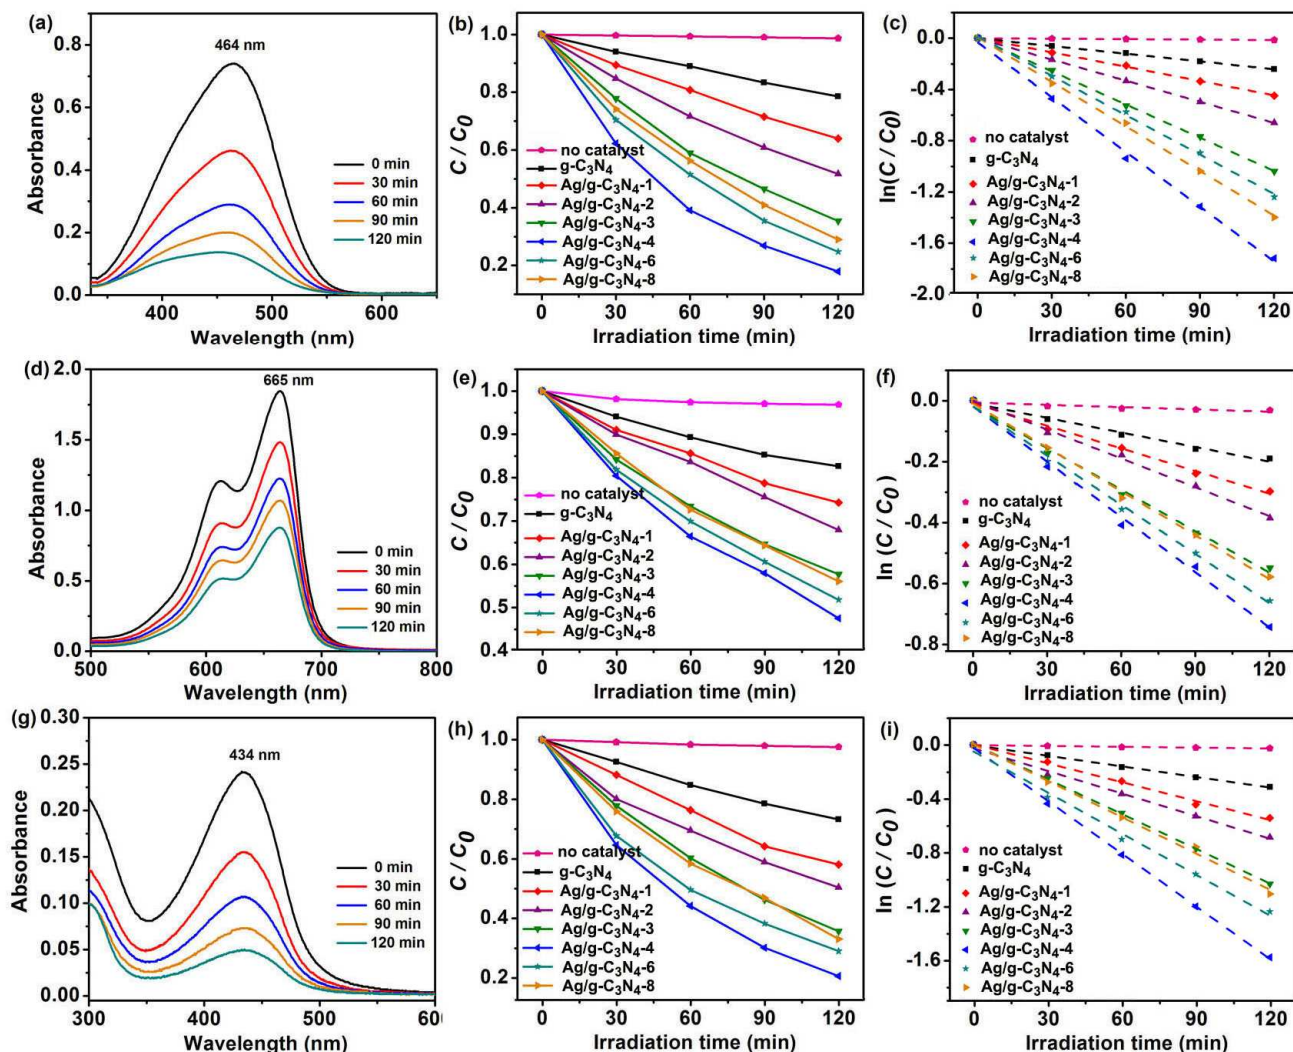 (a)
464 nm
0.8
0.6
0.4
0.2
0.0
Absorbance
0 min
30 min
60 min
90 min
120 min
400
500
600
Wavelength (nm)
(b)
1.0
0.8
0.6
0.4
0.2
C / C0
no catalyst
g-C3N4
Ag/g-C3N4-1
Ag/g-C3N4-2
Ag/g-C3N4-3
Ag/g-C3N4-4
Ag/g-C3N4-6
Ag/g-C3N4-8
0 30 60 90 120
Irradiation time (min)
(c)
0.0
-0.4
-0.8
-1.2
-1.6
-2.0
ln(C / C0)
no catalyst
g-C3N4
Ag/g-C3N4-1
Ag/g-C3N4-2
Ag/g-C3N4-3
Ag/g-C3N4-4
Ag/g-C3N4-6
Ag/g-C3N4-8
0 30 60 90 120
Irradiation time (min)
(d)
665 nm
2.0
1.5
1.0
0.5
0.0
Absorbance
0 min
30 min
60 min
90 min
120 min
500 600 700 800
Wavelength (nm)
(e)
1.0
0.9
0.8
0.7
0.6
0.5
0.4
C / C0
no catalyst
g-C3N4
Ag/g-C3N4-1
Ag/g-C3N4-2
Ag/g-C3N4-3
Ag/g-C3N4-4
Ag/g-C3N4-6
Ag/g-C3N4-8
0 30 60 90 120
Irradiation time (min)
(f)
0.0
-0.2
-0.4
-0.6
-0.8
ln (C / C0)
no catalyst
g-C3N4
Ag/g-C3N4-1
Ag/g-C3N4-2
Ag/g-C3N4-3
Ag/g-C3N4-4
Ag/g-C3N4-6
Ag/g-C3N4-8
0 30 60 90 120
Irradiation time (min)
(g)
434 nm
0.30
0.25
0.20
0.15
0.10
0.05
0.00
Absorbance
0 min
30 min
60 min
90 min
120 min
300 400 500 600
Wavelength (nm)
(h)
1.0
0.8
0.6
0.4
0.2
C / C0
no catalyst
g-C3N4
Ag/g-C3N4-1
Ag/g-C3N4-2
Ag/g-C3N4-3
Ag/g-C3N4-4
Ag/g-C3N4-6
Ag/g-C3N4-8
0 30 60 90 120
Irradiation time (min)
(i)
0.0
-0.4
-0.8
-1.2
-1.6
ln (C / C0)
no catalyst
g-C3N4
Ag/g-C3N4-1
Ag/g-C3N4-2
Ag/g-C3N4-3
Ag/g-C3N4-4
Ag/g-C3N4-6
Ag/g-C3N4-8
0 30 60 90 120
Irradiation time (min)